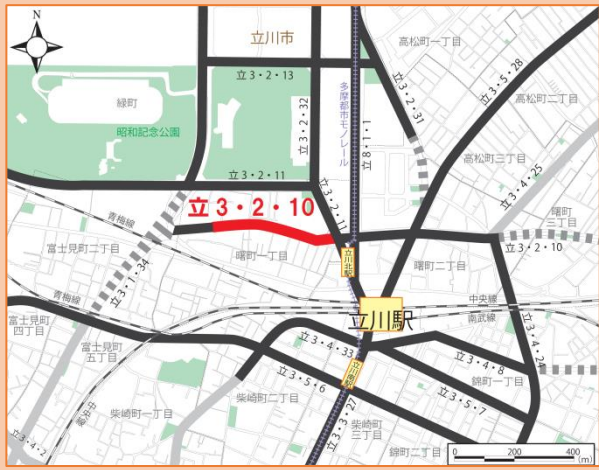 N
立川市
高松町一丁目
立3・2・13
多摩都市モノレール
立3・2・31
立3・5・28
緑町
立3・2・32
高松町二丁目
昭和記念公園
立8・1・1
高松町三丁目
立3・4・25
立3・2・11
立3・2・10
立3・2・11
曙町
三丁目
青梅線
富士見町二丁目
曙町一丁目
立川北駅
曙町二丁目
立3・2・10
立3・1・34
中央線
青梅線
立川駅
南武線
富士見町
四丁目
富士見町
五丁目
立3・4・33
立川南駅
立3・4・8
立3・4・24
錦町一丁目
立3・5・6
柴崎町二丁目
立3・5・7
柴崎町一丁目
立3・3・27
柴崎町
三丁目
錦町二丁目
立3・4・2
0
200
400
(m)